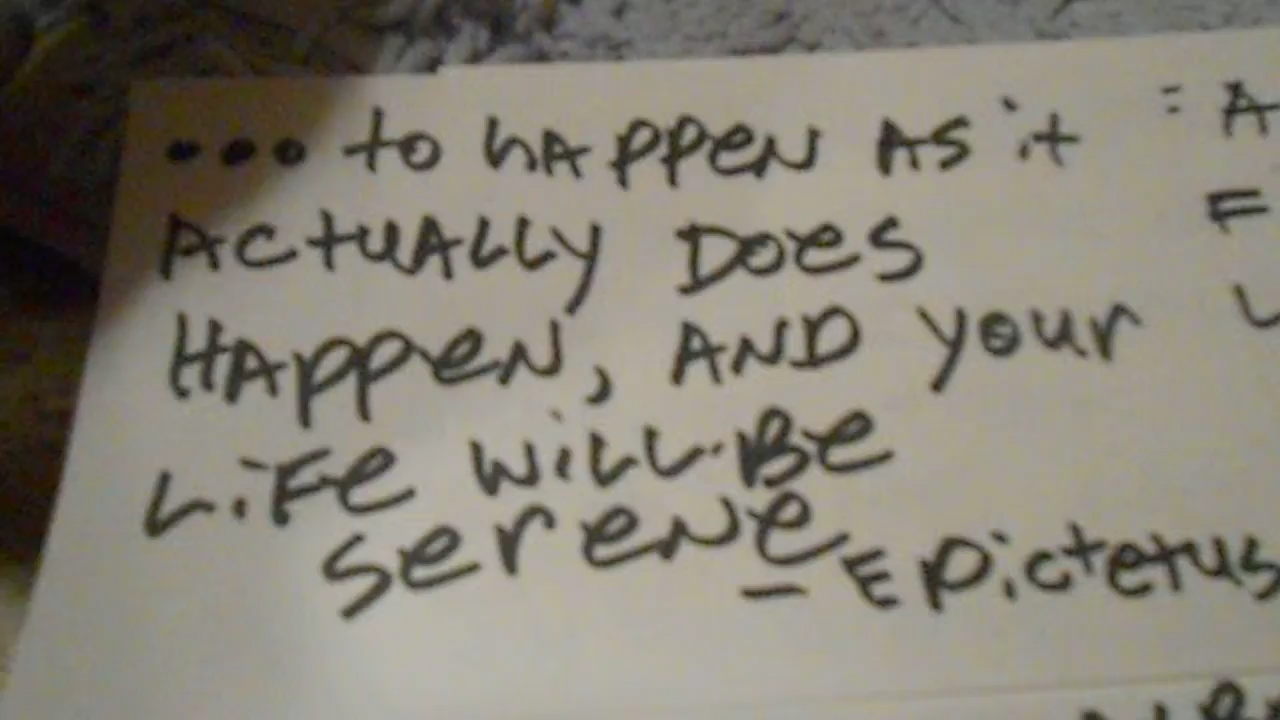 ... to happen as it
actually does
happen, and your
life will be
serene
- Epictetus